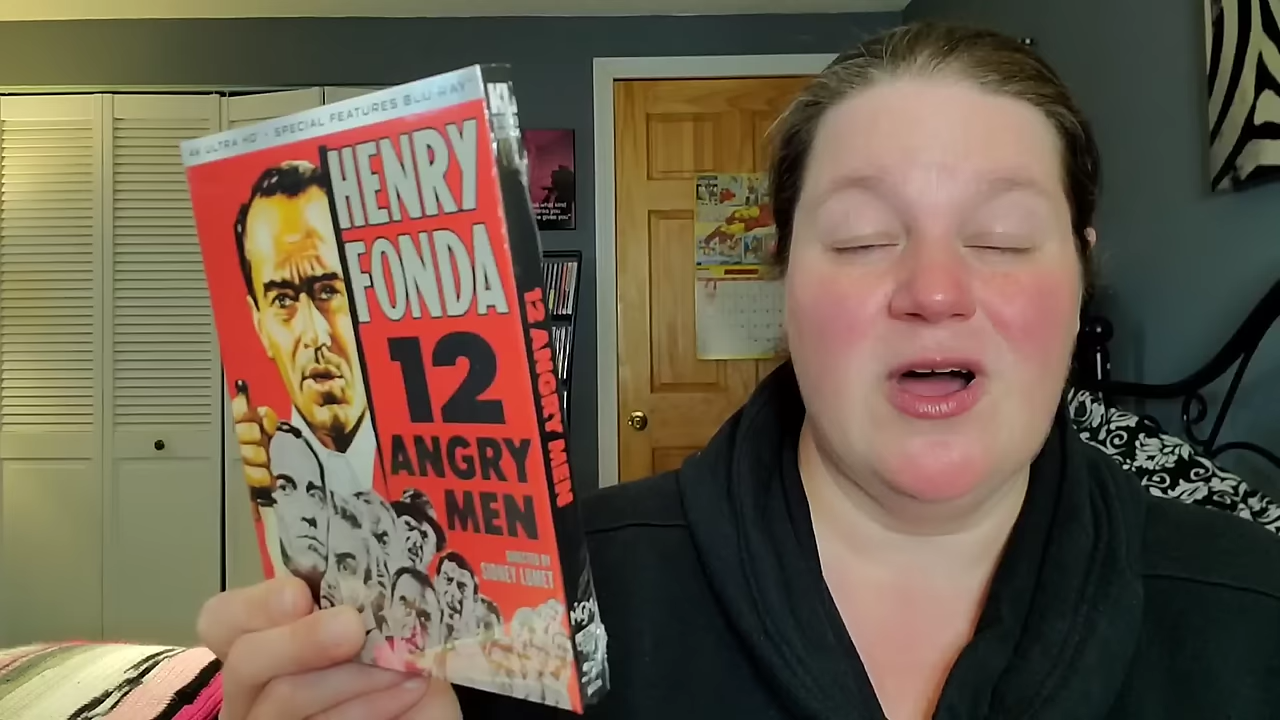 4K ULTRA HD • SPECIAL FEATURES BLU-RAY
HENRY
FONDA
12
ANGRY
MEN
DIRECTED BY
SIDNEY LUMET
12 ANGRY MEN